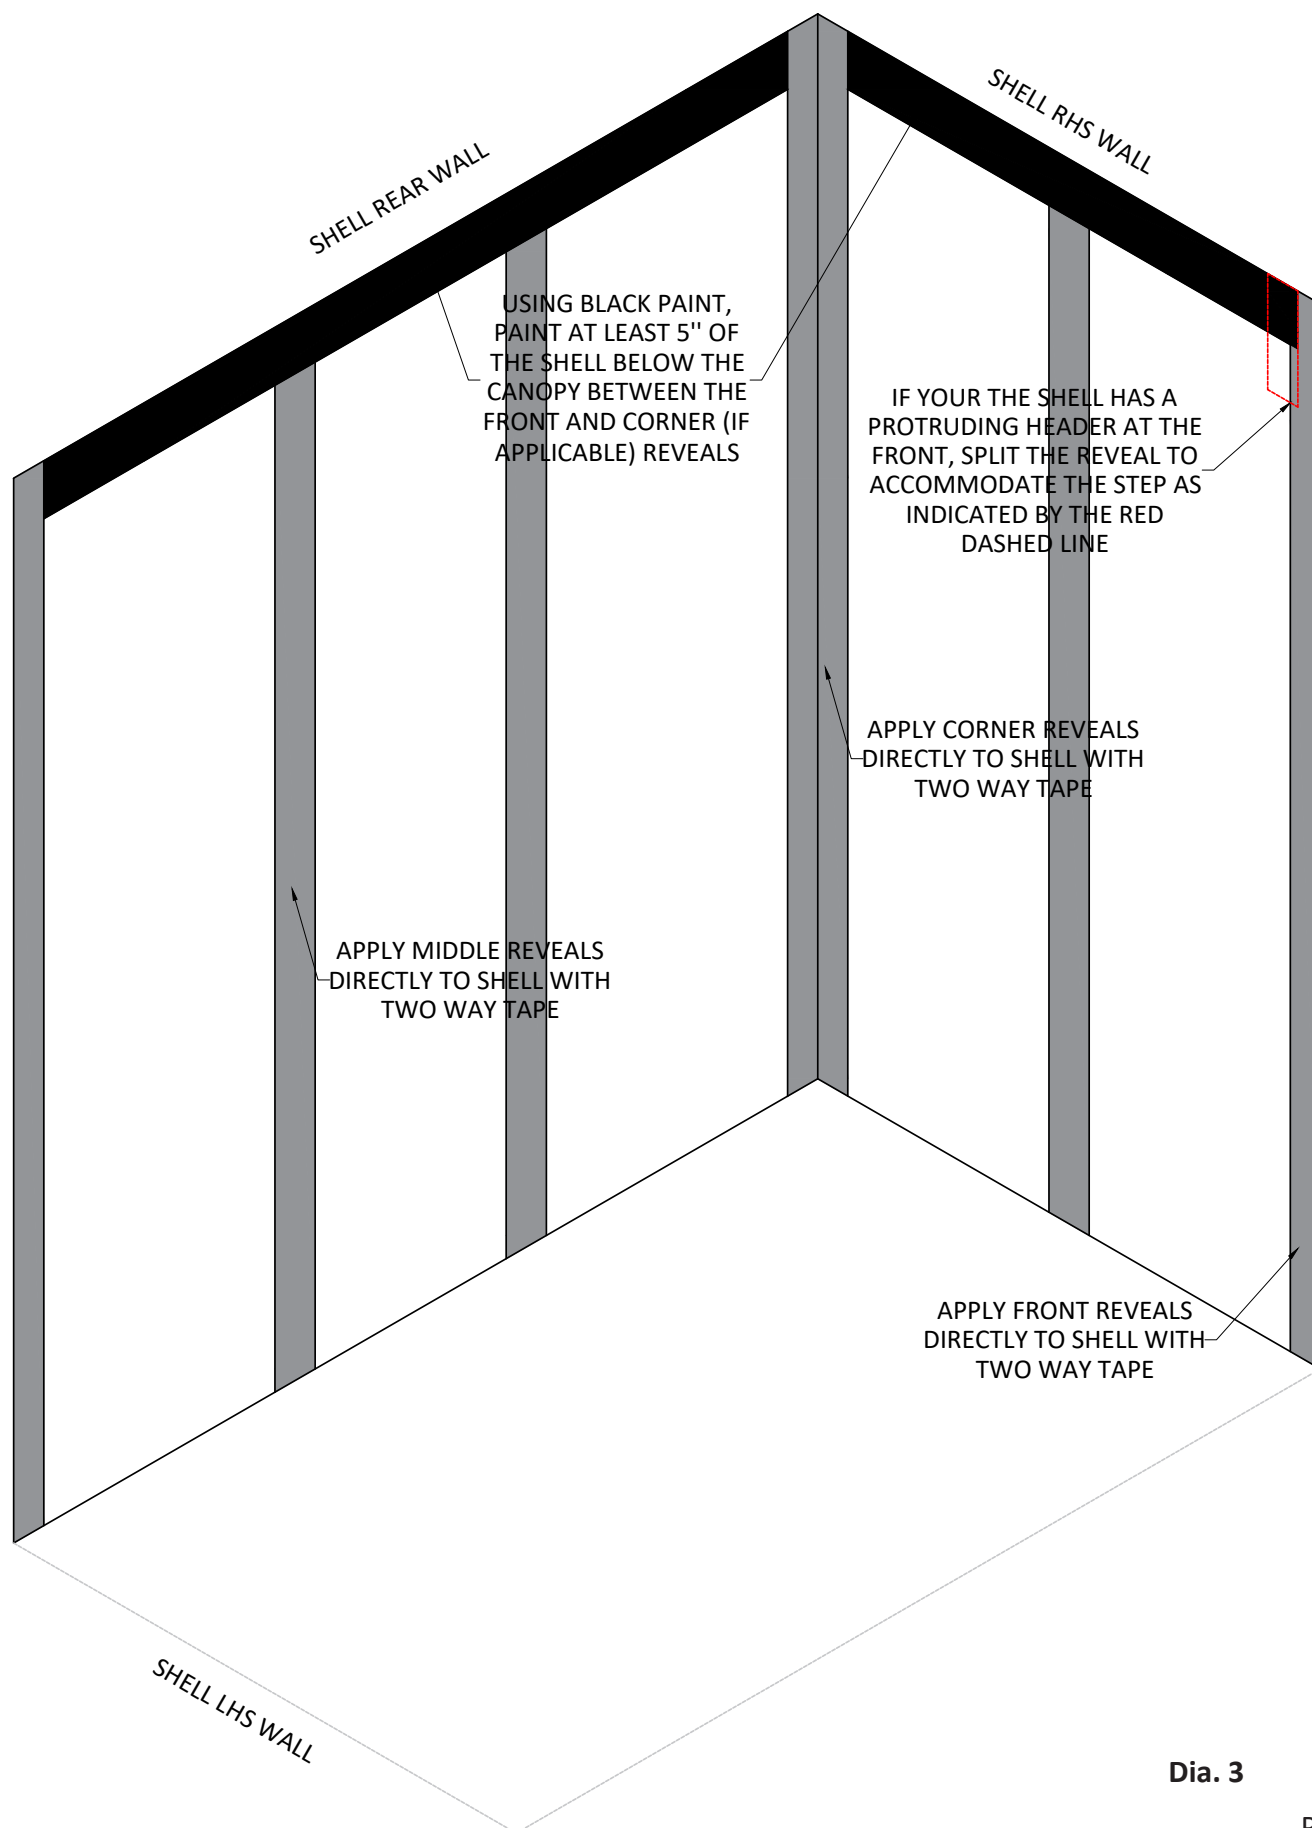 SHELL RHS WALL
SHELL REAR WALL
USING BLACK PAINT,
PAINT AT LEAST 5'' OF
THE SHELL BELOW THE
CANOPY BETWEEN THE
FRONT AND CORNER (IF
APPLICABLE) REVEALS
IF YOUR THE SHELL HAS A
PROTRUDING HEADER AT THE
FRONT, SPLIT THE REVEAL TO
ACCOMMODATE THE STEP AS
INDICATED BY THE RED
DASHED LINE
APPLY CORNER REVEALS
DIRECTLY TO SHELL WITH
TWO WAY TAPE
APPLY MIDDLE REVEALS
DIRECTLY TO SHELL WITH
TWO WAY TAPE
APPLY FRONT REVEALS
DIRECTLY TO SHELL WITH
TWO WAY TAPE
SHELL LHS WALL
Dia. 3